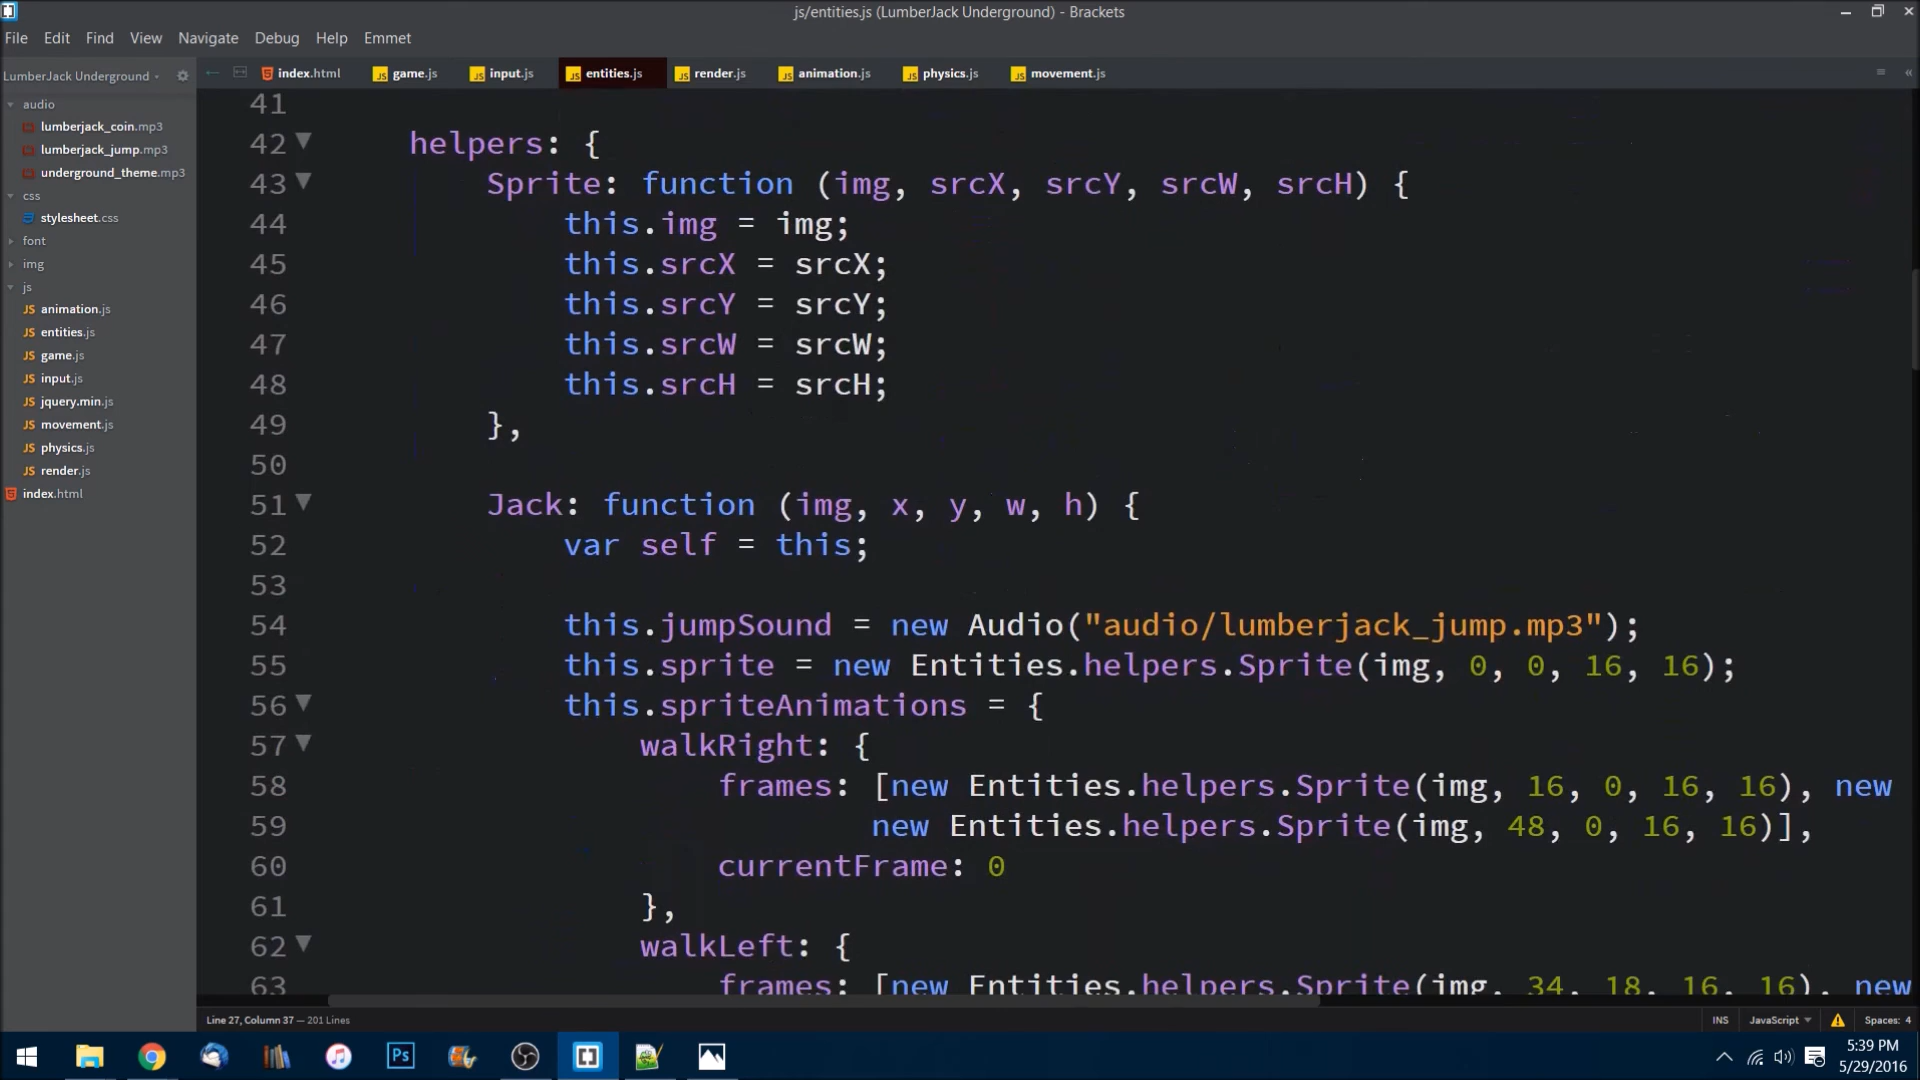 js/entities.js (LumberJack Underground) - Brackets
File Edit Find View Navigate Debug Help Emmet
LumberJack Underground
index.html game.js input.js entities.js render.js animation.js physics.js movement.js
audio
lumberjack_coin.mp3
lumberjack_jump.mp3
underground_theme.mp3
css
stylesheet.css
font
img
js
JS animation.js
JS entities.js
JS game.js
JS input.js
JS jquery.min.js
JS movement.js
JS physics.js
JS render.js
index.html
41
42 helpers: {
43 Sprite: function (img, srcX, srcY, srcW, srcH) {
44 this.img = img;
45 this.srcX = srcX;
46 this.srcY = srcY;
47 this.srcW = srcW;
48 this.srcH = srcH;
49 },
50
51 Jack: function (img, x, y, w, h) {
52 var self = this;
53
54 this.jumpSound = new Audio("audio/lumberjack_jump.mp3");
55 this.sprite = new Entities.helpers.Sprite(img, 0, 0, 16, 16);
56 this.spriteAnimations = {
57 walkRight: {
58 frames: [new Entities.helpers.Sprite(img, 16, 0, 16, 16), new
59 new Entities.helpers.Sprite(img, 48, 0, 16, 16)],
60 currentFrame: 0
61 },
62 walkLeft: {
63 frames: [new Entities.helpers.Sprite(img, 34, 18, 16, 16), new
Line 27, Column 37 — 201 Lines
INS JavaScript Spaces: 4
Ps
5:39 PM
5/29/2016